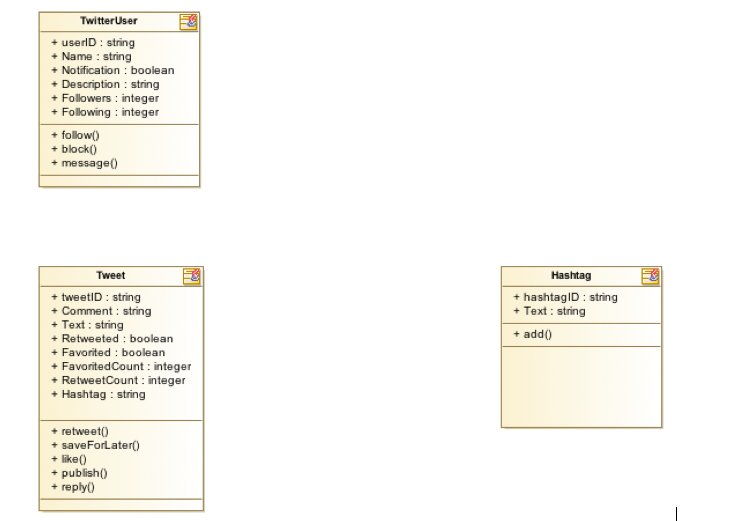 TwitterUser
+ userID : string
+ Name : string
+ Notification : boolean
+ Description : string
+ Followers : integer
+ Following : integer
+ follow()
+ block()
+ message()
Tweet
+ tweetID : string
+ Comment : string
+ Text : string
+ Retweeted : boolean
+ Favorited : boolean
+ FavoritedCount : integer
+ RetweetCount : integer
+ Hashtag : string
+ retweet()
+ saveForLater()
+ like()
+ publish()
+ reply()
Hashtag
+ hashtagID : string
+ Text : string
+ add()